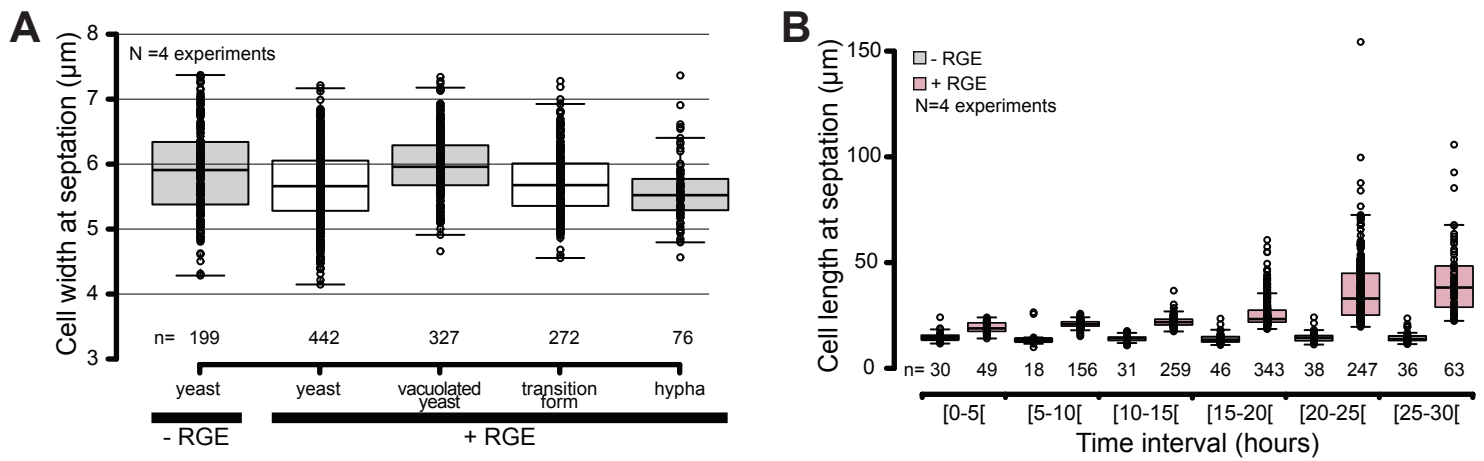 A
Cell width at septation (μm)
8
7
6
5
4
3
N =4 experiments
n= 199 442 327 272 76
yeast yeast vacuolated yeast transition form hypha
- RGE + RGE
B
Cell length at septation (μm)
150
100
50
0
- RGE
+ RGE
N=4 experiments
n= 30 49 18 156 31 259 46 343 38 247 36 63
[0-5[ [5-10[ [10-15[ [15-20[ [20-25[ [25-30[
Time interval (hours)